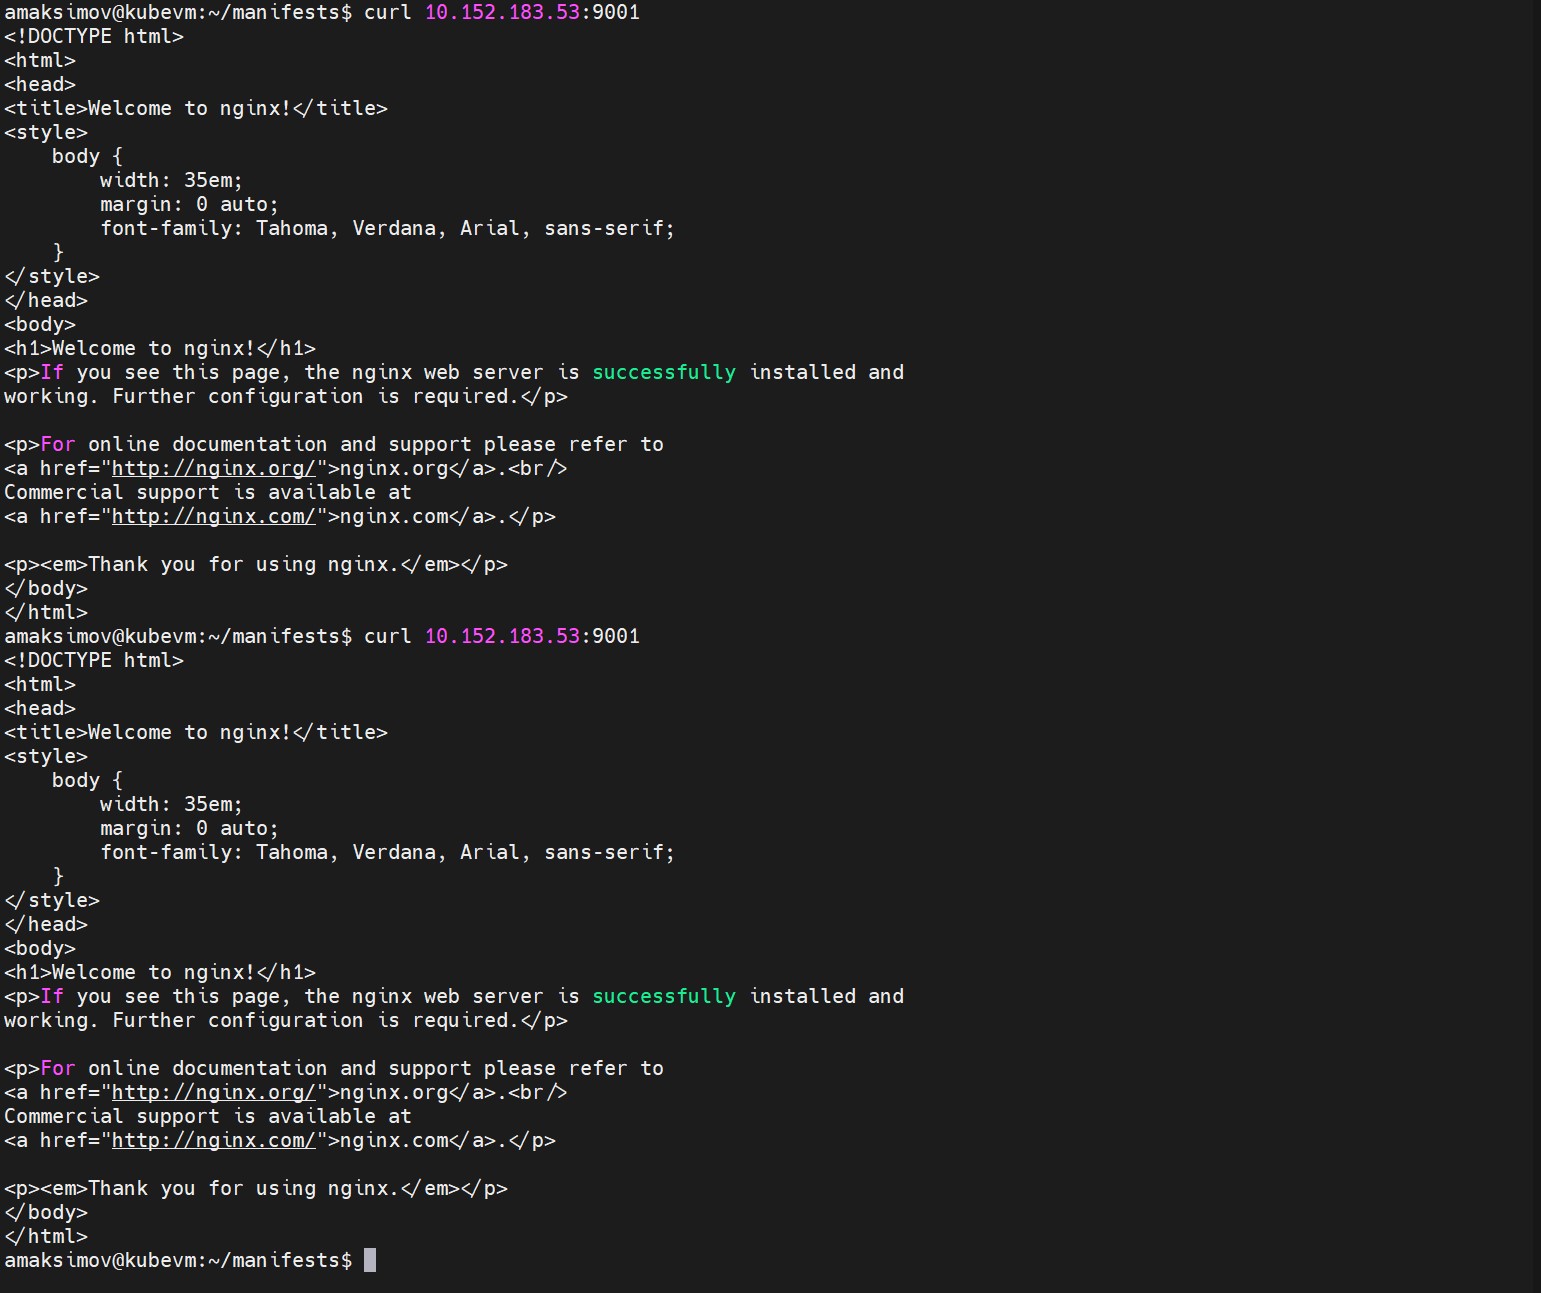 amaksimov@kubevm:~/manifests$ curl 10.152.183.53:9001
<!DOCTYPE html>
<html>
<head>
<title>Welcome to nginx!</title>
<style>
    body {
        width: 35em;
        margin: 0 auto;
        font-family: Tahoma, Verdana, Arial, sans-serif;
    }
</style>
</head>
<body>
<h1>Welcome to nginx!</h1>
<p>If you see this page, the nginx web server is successfully installed and
working. Further configuration is required.</p>

<p>For online documentation and support please refer to
<a href="http://nginx.org/">nginx.org</a>.<br/>
Commercial support is available at
<a href="http://nginx.com/">nginx.com</a>.</p>

<p><em>Thank you for using nginx.</em></p>
</body>
</html>
amaksimov@kubevm:~/manifests$ curl 10.152.183.53:9001
<!DOCTYPE html>
<html>
<head>
<title>Welcome to nginx!</title>
<style>
    body {
        width: 35em;
        margin: 0 auto;
        font-family: Tahoma, Verdana, Arial, sans-serif;
    }
</style>
</head>
<body>
<h1>Welcome to nginx!</h1>
<p>If you see this page, the nginx web server is successfully installed and
working. Further configuration is required.</p>

<p>For online documentation and support please refer to
<a href="http://nginx.org/">nginx.org</a>.<br/>
Commercial support is available at
<a href="http://nginx.com/">nginx.com</a>.</p>

<p><em>Thank you for using nginx.</em></p>
</body>
</html>
amaksimov@kubevm:~/manifests$